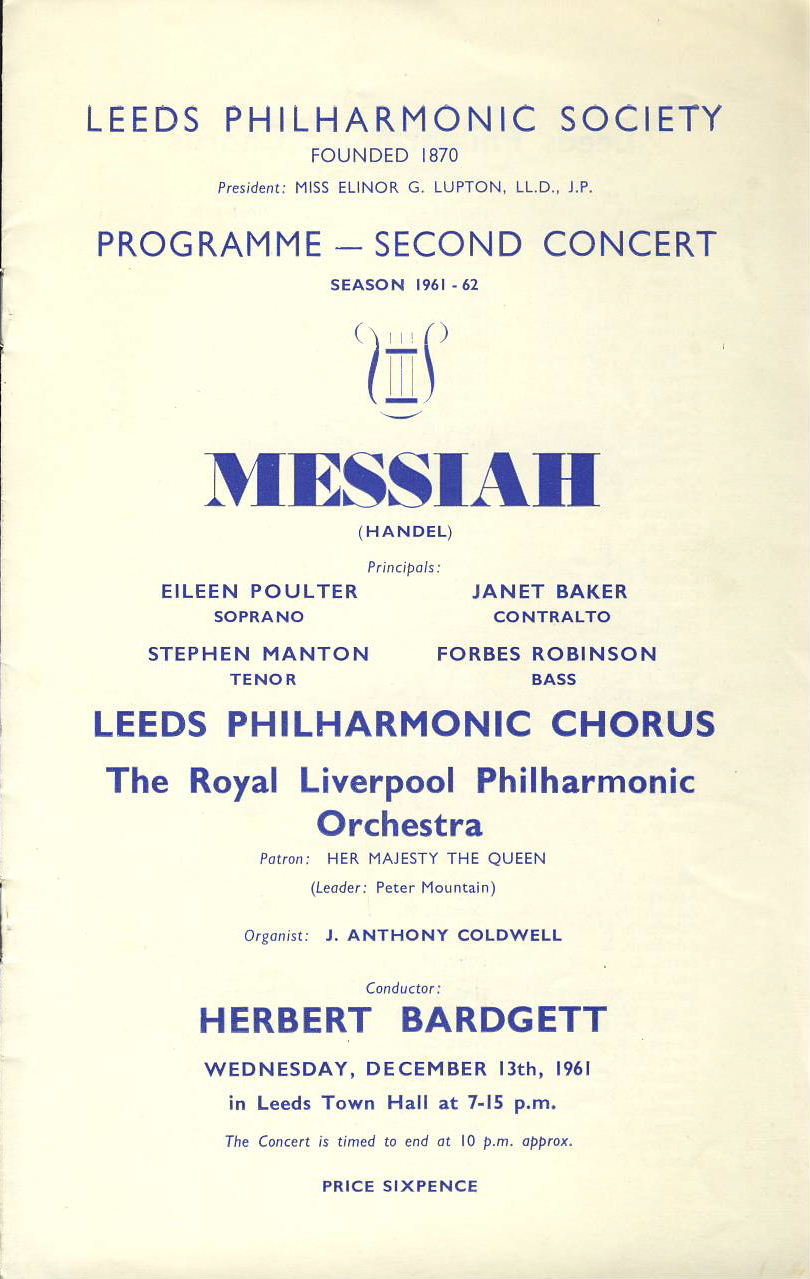 LEEDS PHILHARMONIC SOCIETY
FOUNDED 1870
President: MISS ELINOR G. LUPTON, LL.D., J.P.
PROGRAMME — SECOND CONCERT
SEASON 1961 - 62
MESSIAH
(HANDEL)
Principals:
EILEEN POULTER
SOPRANO
JANET BAKER
CONTRALTO
STEPHEN MANTON
TENOR
FORBES ROBINSON
BASS
LEEDS PHILHARMONIC CHORUS
The Royal Liverpool Philharmonic
Orchestra
Patron: HER MAJESTY THE QUEEN
(Leader: Peter Mountain)
Organist: J. ANTHONY COLDWELL
Conductor:
HERBERT BARDGETT
WEDNESDAY, DECEMBER 13th, 1961
in Leeds Town Hall at 7-15 p.m.
The Concert is timed to end at 10 p.m. approx.
PRICE SIXPENCE